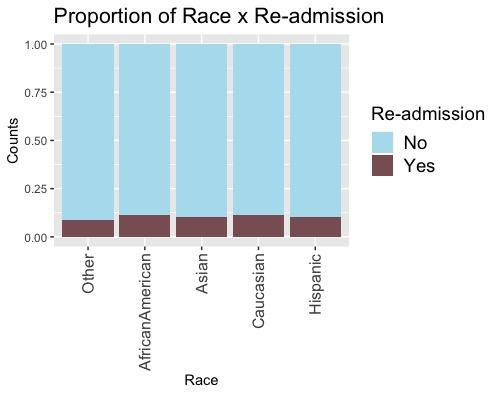 Proportion of Race x Re-admission
Counts
1.00
0.75
0.50
0.25
0.00
Other
AfricanAmerican
Asian
Caucasian
Hispanic
Race
Re-admission
No
Yes